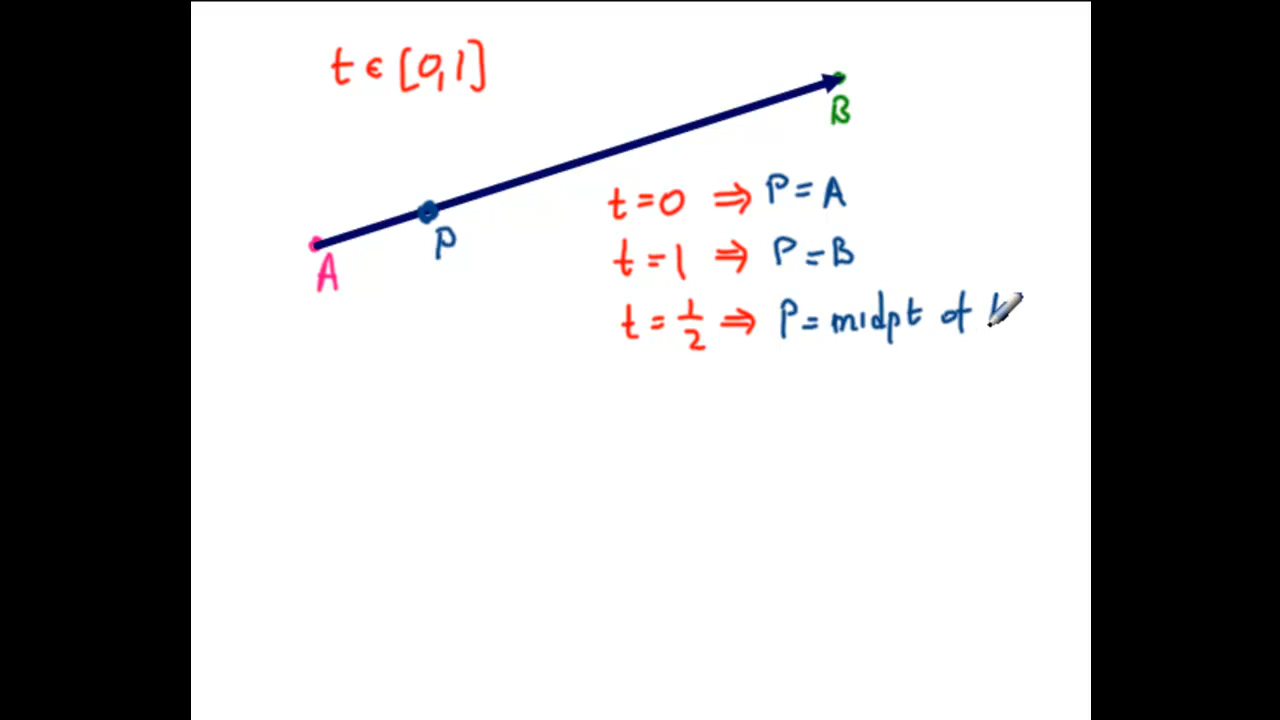 t ∈ [0,1]
B
t = 0 ⇒ P = A
P
t = 1 ⇒ P = B
A
t = 1/2 ⇒ P = midpt of